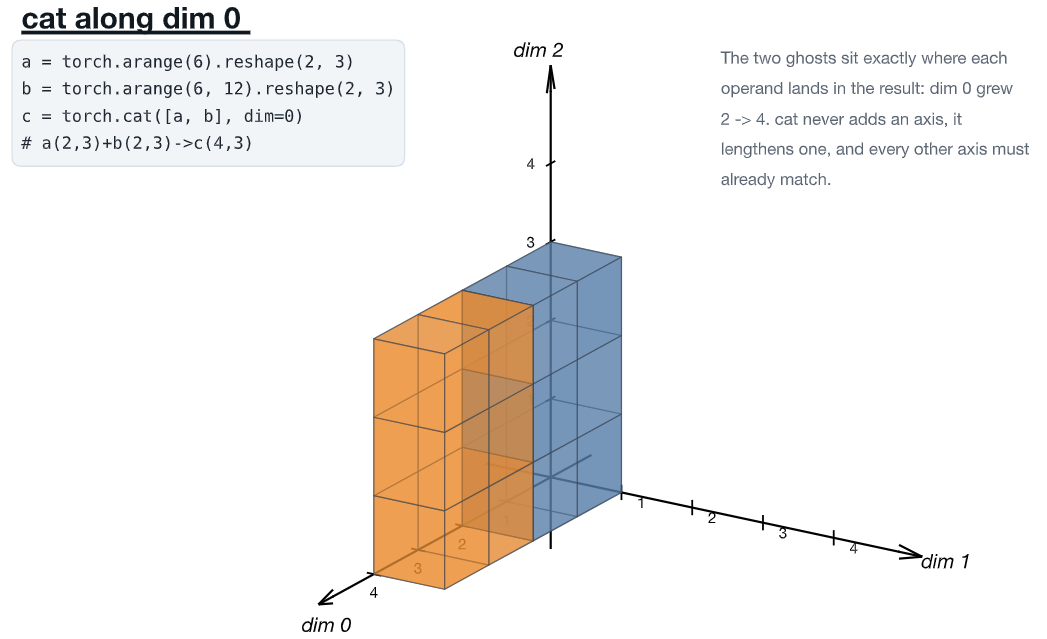 cat along dim 0
a = torch.arange(6).reshape(2, 3)
b = torch.arange(6, 12).reshape(2, 3)
c = torch.cat([a, b], dim=0)
# a(2,3)+b(2,3)->c(4,3)
The two ghosts sit exactly where each
operand lands in the result: dim 0 grew
2 -> 4. cat never adds an axis, it
lengthens one, and every other axis must
already match.
dim 2
4
3
1
2
3
4
dim 1
1
2
3
4
dim 0